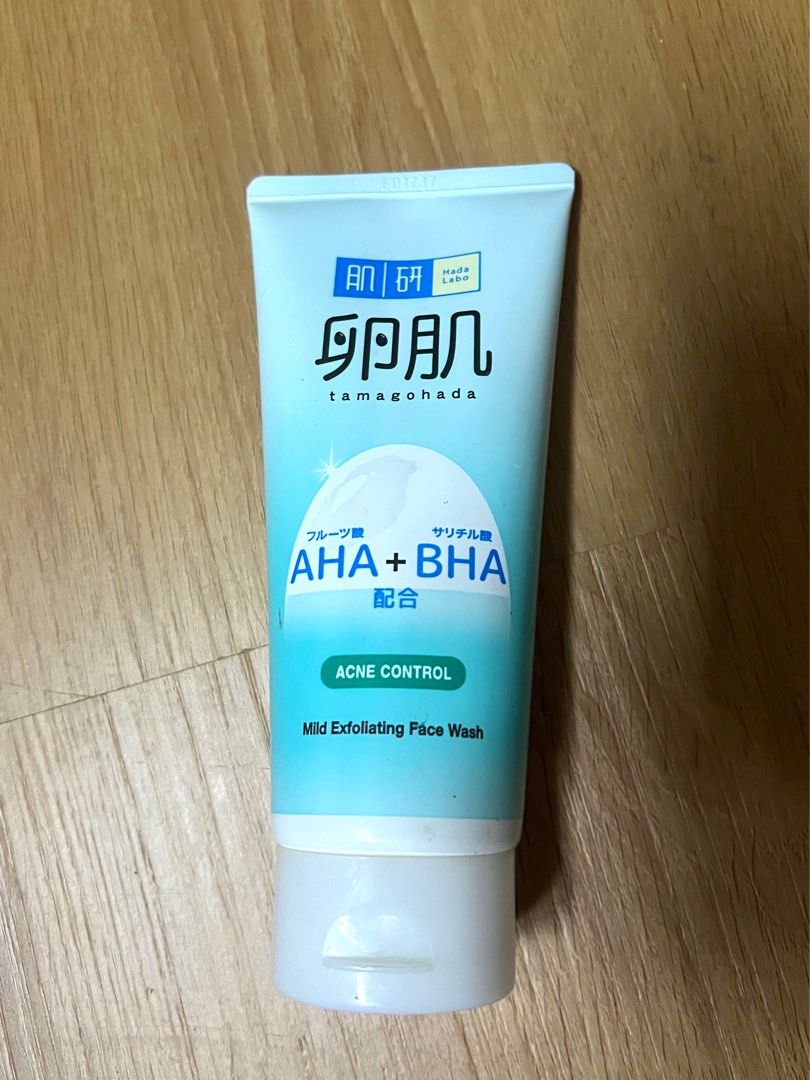 E01737
肌研 Hada
Labo
卵肌
tamagohada
フルーツ酸 サリチル酸
AHA + BHA
配合
ACNE CONTROL
Mild Exfoliating Face Wash